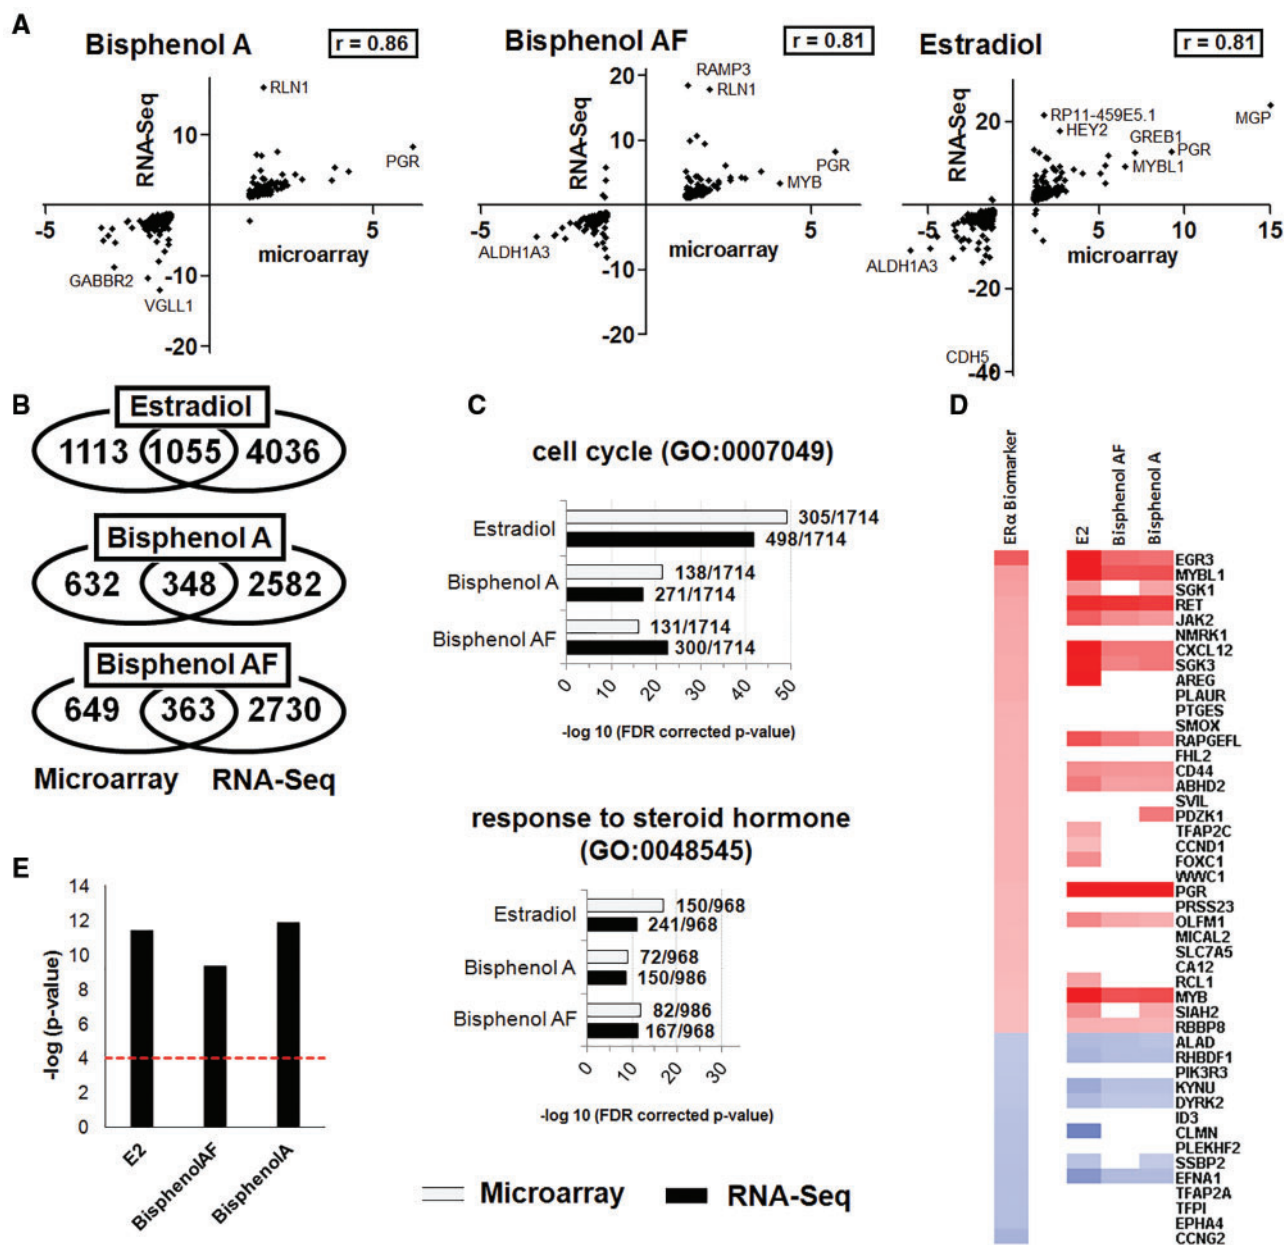 A
Bisphenol A
r = 0.86
RNA-Seq
10
RLN1
PGR
-5
5
microarray
GABBR2
-10
VGLL1
-20
Bisphenol AF
r = 0.81
20
RAMP3
RLN1
RNA-Seq
10
PGR
MYB
-5
5
ALDH1A3
microarray
-10
-20
Estradiol
r = 0.81
RNA-Seq
20
RP11-459E5.1
HEY2
GREB1
MGP
PGR
MYBL1
-5
5
10
15
ALDH1A3
microarray
-20
CDH5
-40
B
Estradiol
1113 1055 4036
Bisphenol A
632 348 2582
Bisphenol AF
649 363 2730
Microarray RNA-Seq
C
cell cycle (GO:0007049)
Estradiol
305/1714
498/1714
Bisphenol A
138/1714
271/1714
Bisphenol AF
131/1714
300/1714
0 10 20 30 40 50
-log 10 (FDR corrected p-value)
response to steroid hormone
(GO:0048545)
Estradiol
150/968
241/968
Bisphenol A
72/968
150/986
Bisphenol AF
82/986
167/968
0 10 20 30
-log 10 (FDR corrected p-value)
Microarray RNA-Seq
D
ERα Biomarker
E2
Bisphenol AF
Bisphenol A
EGR3
MYBL1
SGK1
RET
JAK2
NMRK1
CXCL12
SGK3
AREG
PLAUR
PTGES
SMOX
RAPGEFL
FHL2
CD44
ABHD2
SVIL
PDZK1
TFAP2C
CCND1
FOXC1
WWC1
PGR
PRSS23
OLFM1
MICAL2
SLC7A5
CA12
RCL1
MYB
SIAH2
RBBP8
ALAD
RHBDF1
PIK3R3
KYNU
DYRK2
ID3
CLMN
PLEKHF2
SSBP2
EFNA1
TFAP2A
TFPI
EPHA4
CCNG2
E
-log (p-value)
14
12
10
8
6
4
2
0
E2
BisphenolAF
BisphenolA